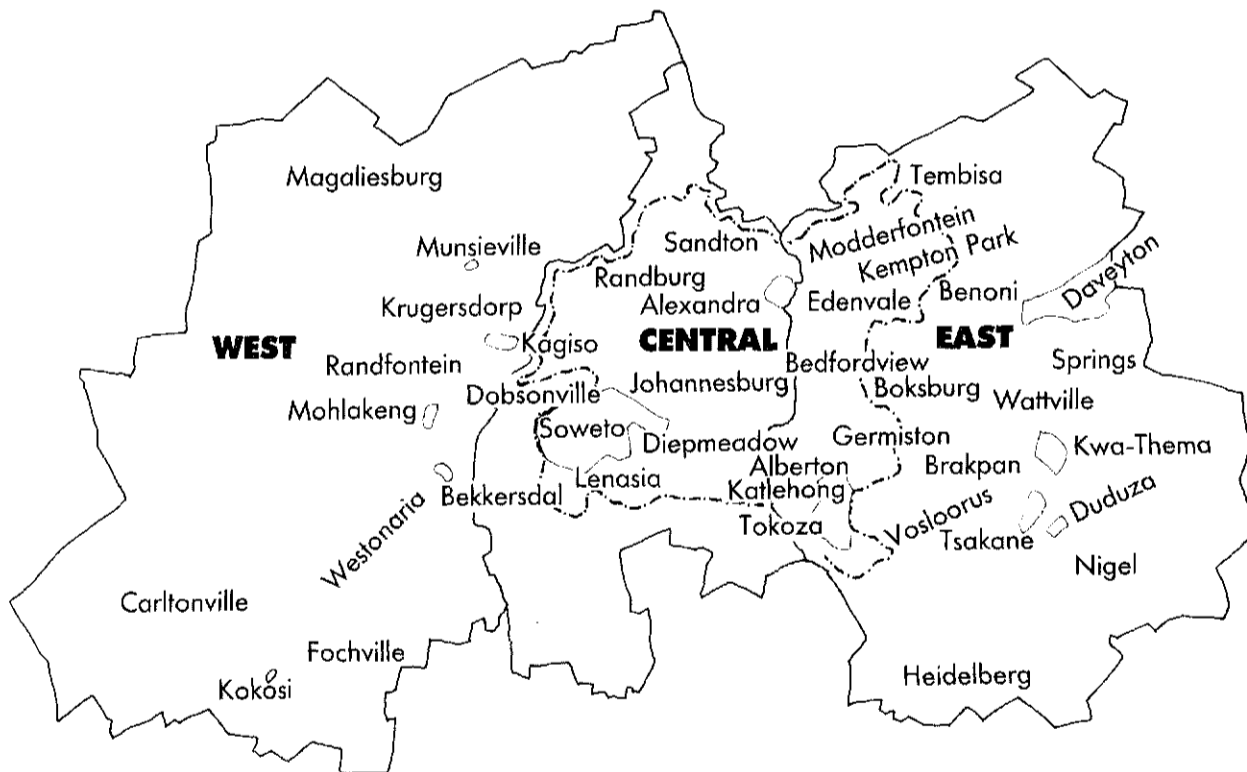 Magaliesburg
Tembisa
Modderfontein
Munsieville
Sandton
Kempton Park
Randburg
Daveyton
Krugersdorp
Alexandra
Edenvale
Benoni
WEST
Kagiso
CENTRAL
EAST
Randfontein
Bedfordview
Springs
Johannesburg
Dobsonville
Boksburg
Wattville
Mohlakeng
Soweto
Diepmeadow
Germiston
Kwa-Thema
Alberton
Brakpan
Lenasia
Katlehong
Bekkersdal
Vosloorus
Duduza
Tokoza
Tsakane
Westonaria
Nigel
Carltonville
Fochville
Heidelberg
Kokosi